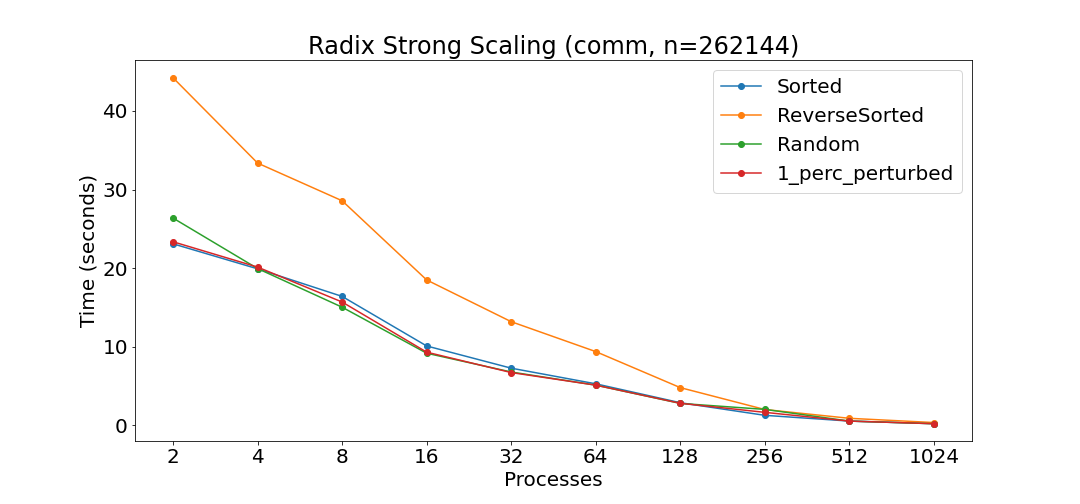 Radix Strong Scaling (comm, n=262144)
Sorted
ReverseSorted
Random
1_perc_perturbed
Time (seconds)
40
30
20
10
0
2 4 8 16 32 64 128 256 512 1024
Processes